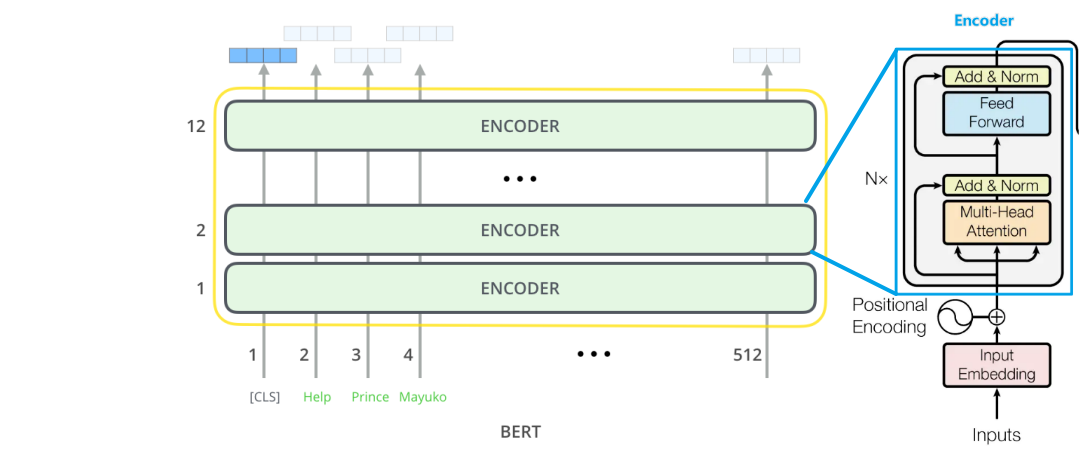 Encoder
12
ENCODER
...
2
ENCODER
1
ENCODER
1
2
3
4
...
512
[CLS]
Help
Prince
Mayuko
BERT
Add & Norm
Feed
Forward
N×
Add & Norm
Multi-Head
Attention
Positional
Encoding
Input
Embedding
Inputs